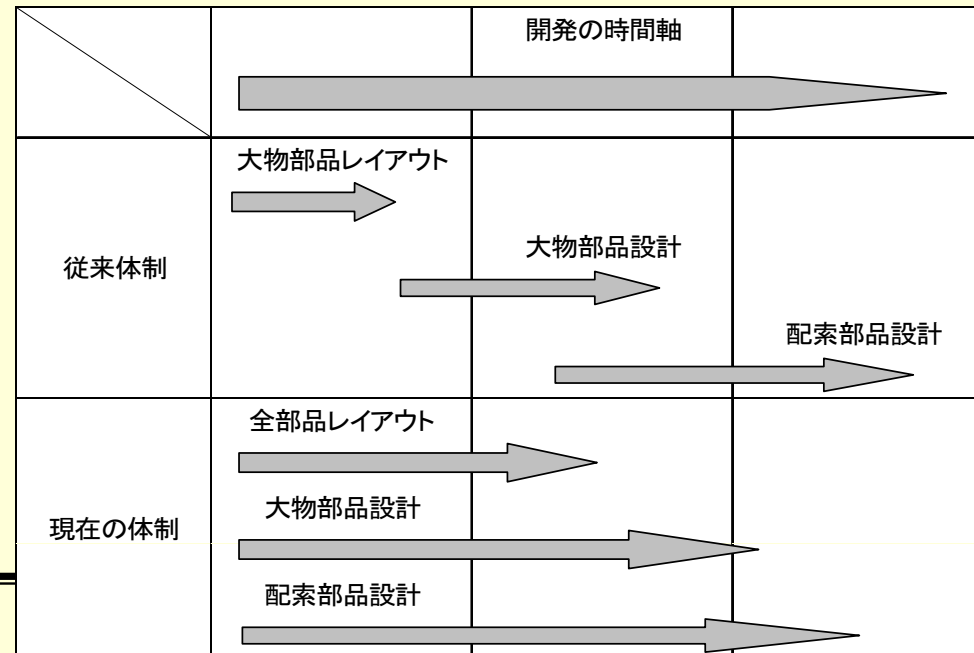 開発の時間軸
大物部品レイアウト
従来体制
大物部品設計
配索部品設計
全部品レイアウト
現在の体制
大物部品設計
配索部品設計